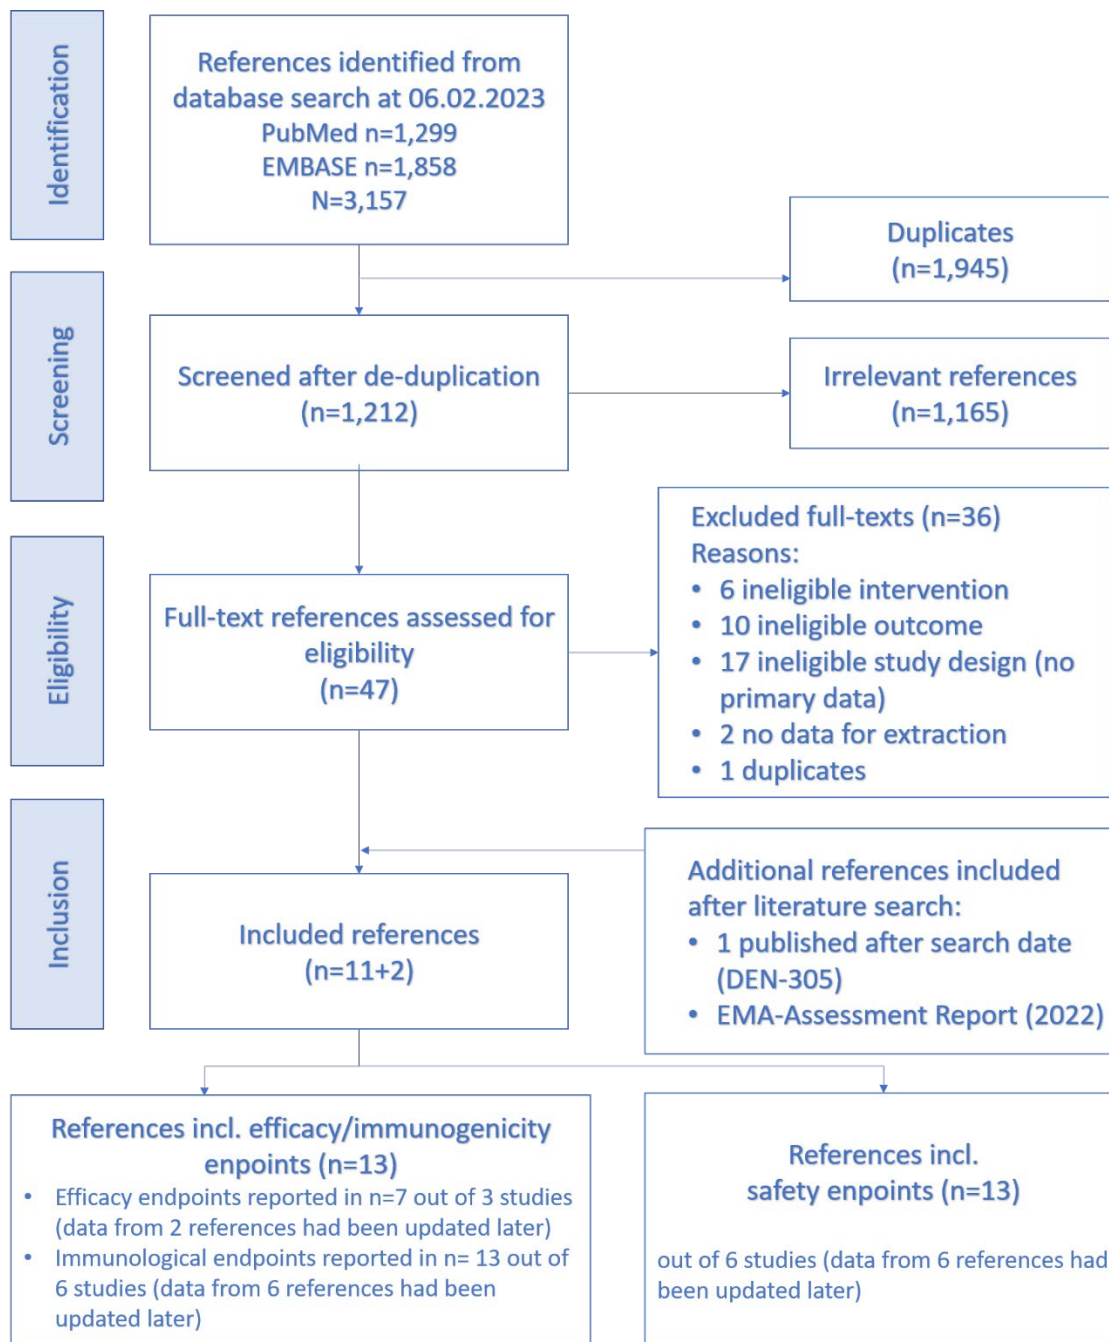 Identification
References identified from
database search at 06.02.2023
PubMed n=1,299
EMBASE n=1,858
N=3,157
Duplicates
(n=1,945)
Screening
Screened after de-duplication
(n=1,212)
Irrelevant references
(n=1,165)
Eligibility
Full-text references assessed for
eligibility
(n=47)
Excluded full-texts (n=36)
Reasons:
• 6 ineligible intervention
• 10 ineligible outcome
• 17 ineligible study design (no
primary data)
• 2 no data for extraction
• 1 duplicates
Inclusion
Included references
(n=11+2)
Additional references included
after literature search:
• 1 published after search date
(DEN-305)
• EMA-Assessment Report (2022)
References incl. efficacy/immunogenicity
enpoints (n=13)
• Efficacy endpoints reported in n=7 out of 3 studies
(data from 2 references had been updated later)
• Immunological endpoints reported in n= 13 out of
6 studies (data from 6 references had been
updated later)
References incl.
safety enpoints (n=13)
out of 6 studies (data from 6 references had
been updated later)